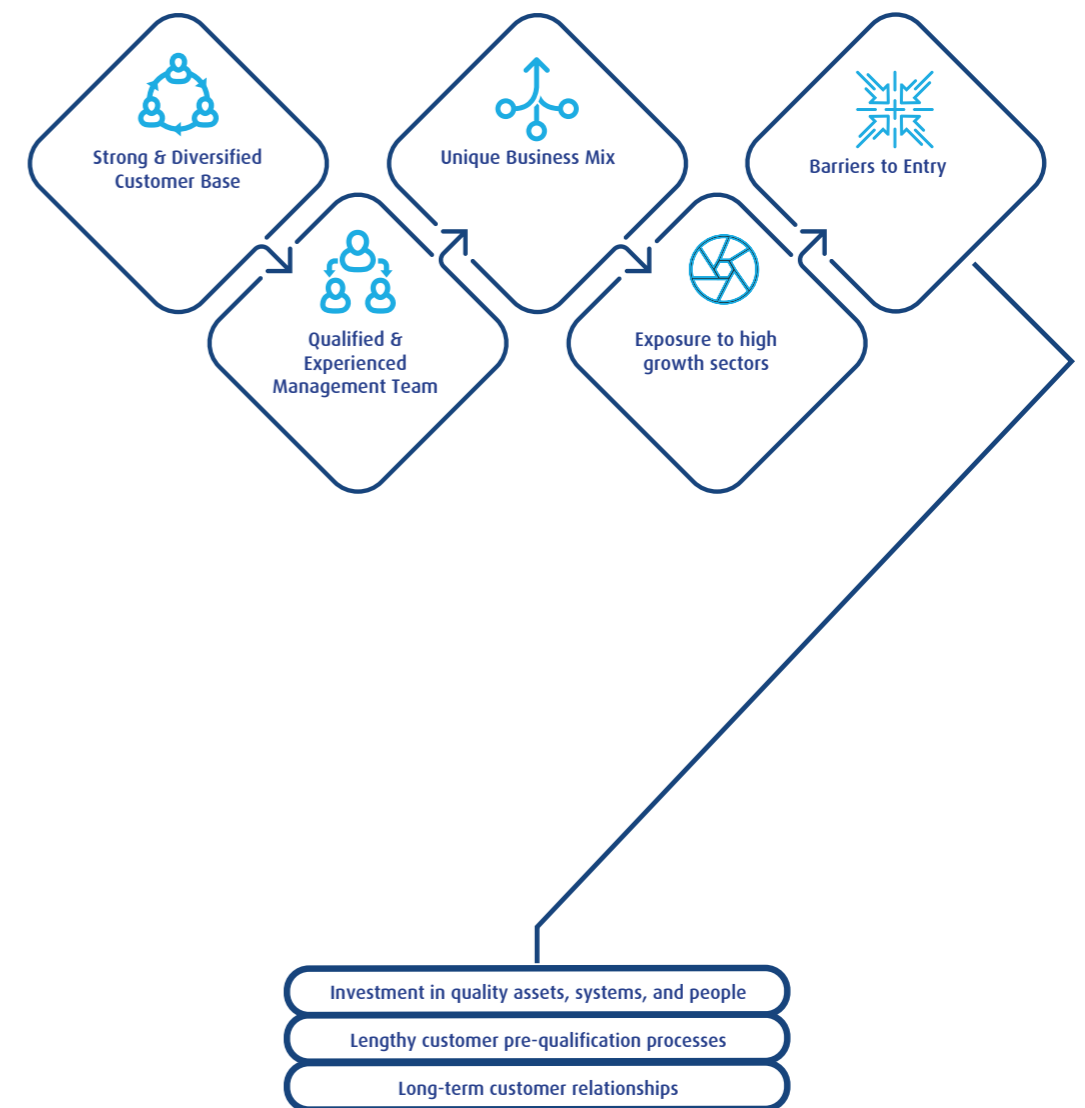 Strong & Diversified
Customer Base
Qualified &
Experienced
Management Team
Unique Business Mix
Exposure to high
growth sectors
Barriers to Entry
Investment in quality assets, systems, and people
Lengthy customer pre-qualification processes
Long-term customer relationships